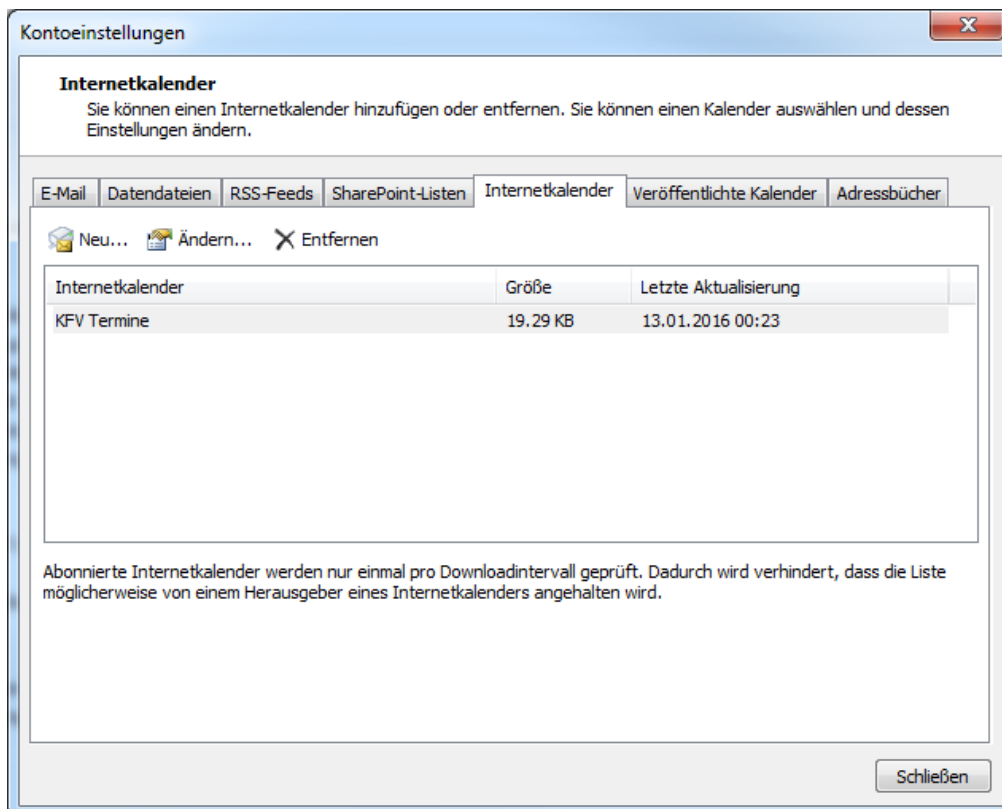 Kontoeinstellungen
Internetkalender
Sie können einen Internetkalender hinzufügen oder entfernen. Sie können einen Kalender auswählen und dessen
Einstellungen ändern.
E-Mail Datendateien RSS-Feeds SharePoint-Listen Internetkalender Veröffentlichte Kalender Adressbücher
Neu... Ändern... Entfernen
Internetkalender Größe Letzte Aktualisierung
KFV Termine 19.29 KB 13.01.2016 00:23
Abonnierte Internetkalender werden nur einmal pro Downloadintervall geprüft. Dadurch wird verhindert, dass die Liste
möglicherweise von einem Herausgeber eines Internetkalenders angehalten wird.
Schließen